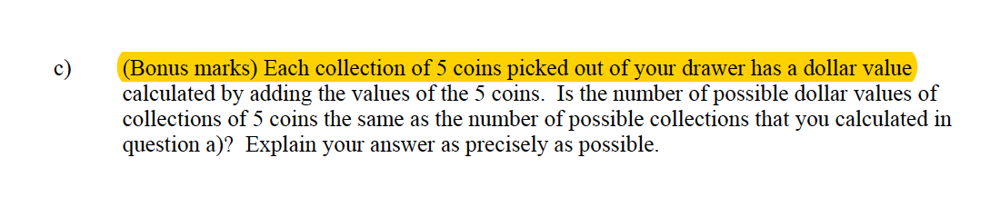 c) (Bonus marks) Each collection of 5 coins picked out of your drawer has a dollar value
calculated by adding the values of the 5 coins.  Is the number of possible dollar values of
collections of 5 coins the same as the number of possible collections that you calculated in
question a)?  Explain your answer as precisely as possible.